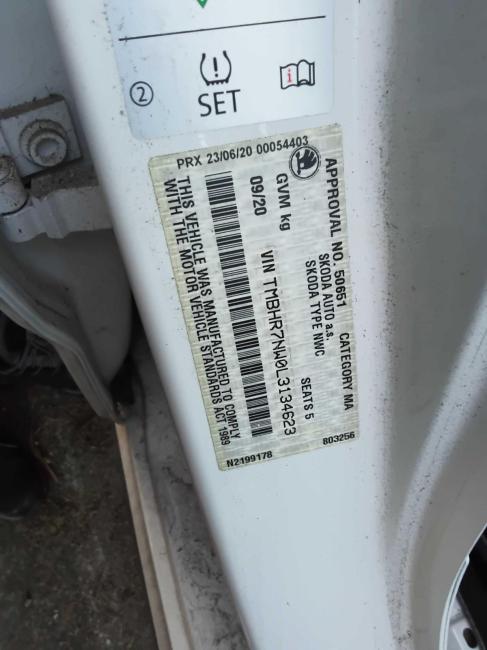 ②
SET
i
APPROVAL NO. 50651 CATEGORY MA
SKODA AUTO a.s.
SKODA TYPE NWC SEATS 5
803256
GVM kg
09/20
VIN TMBHR7NW0L3134623
PRX 23/06/20 00054403
THIS VEHICLE WAS MANUFACTURED TO COMPLY
WITH THE MOTOR VEHICLE STANDARDS ACT 1989
N2199178